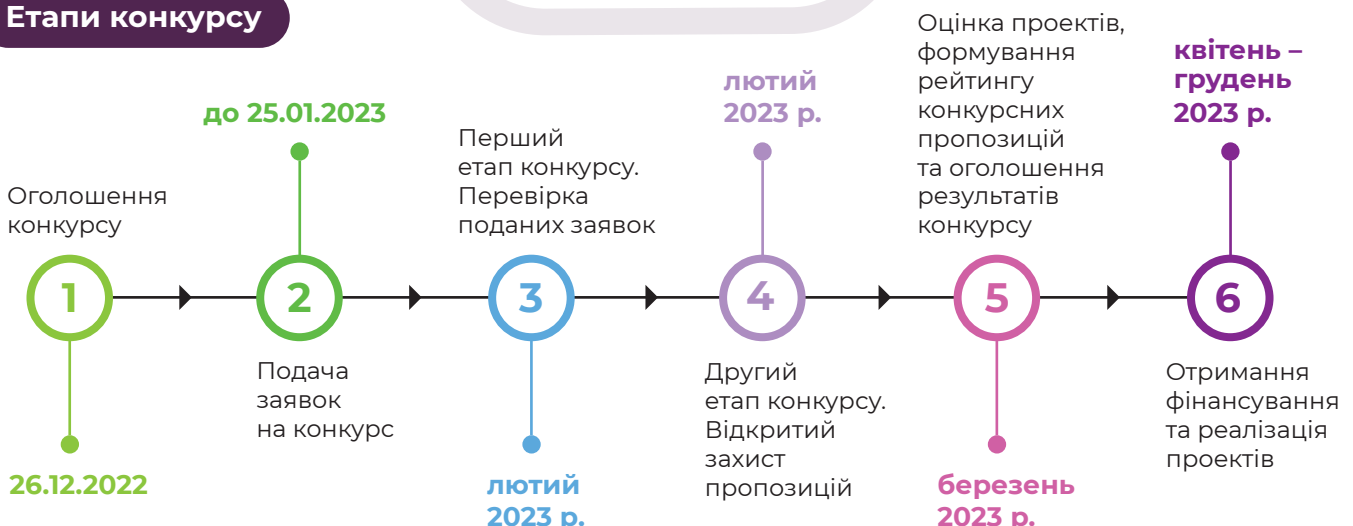 Етапи конкурсу
Оголошення
конкурсу
1
26.12.2022
до 25.01.2023
2
Подача
заявок
на конкурс
Перший
етап конкурсу.
Перевірка
поданих заявок
3
лютий
2023 р.
лютий
2023 р.
4
Другий
етап конкурсу.
Відкритий
захист
пропозицій
Оцінка проектів,
формування
рейтингу
конкурсних
пропозицій
та оголошення
результатів
конкурсу
5
березень
2023 р.
квітень –
грудень
2023 р.
6
Отримання
фінансування
та реалізація
проектів